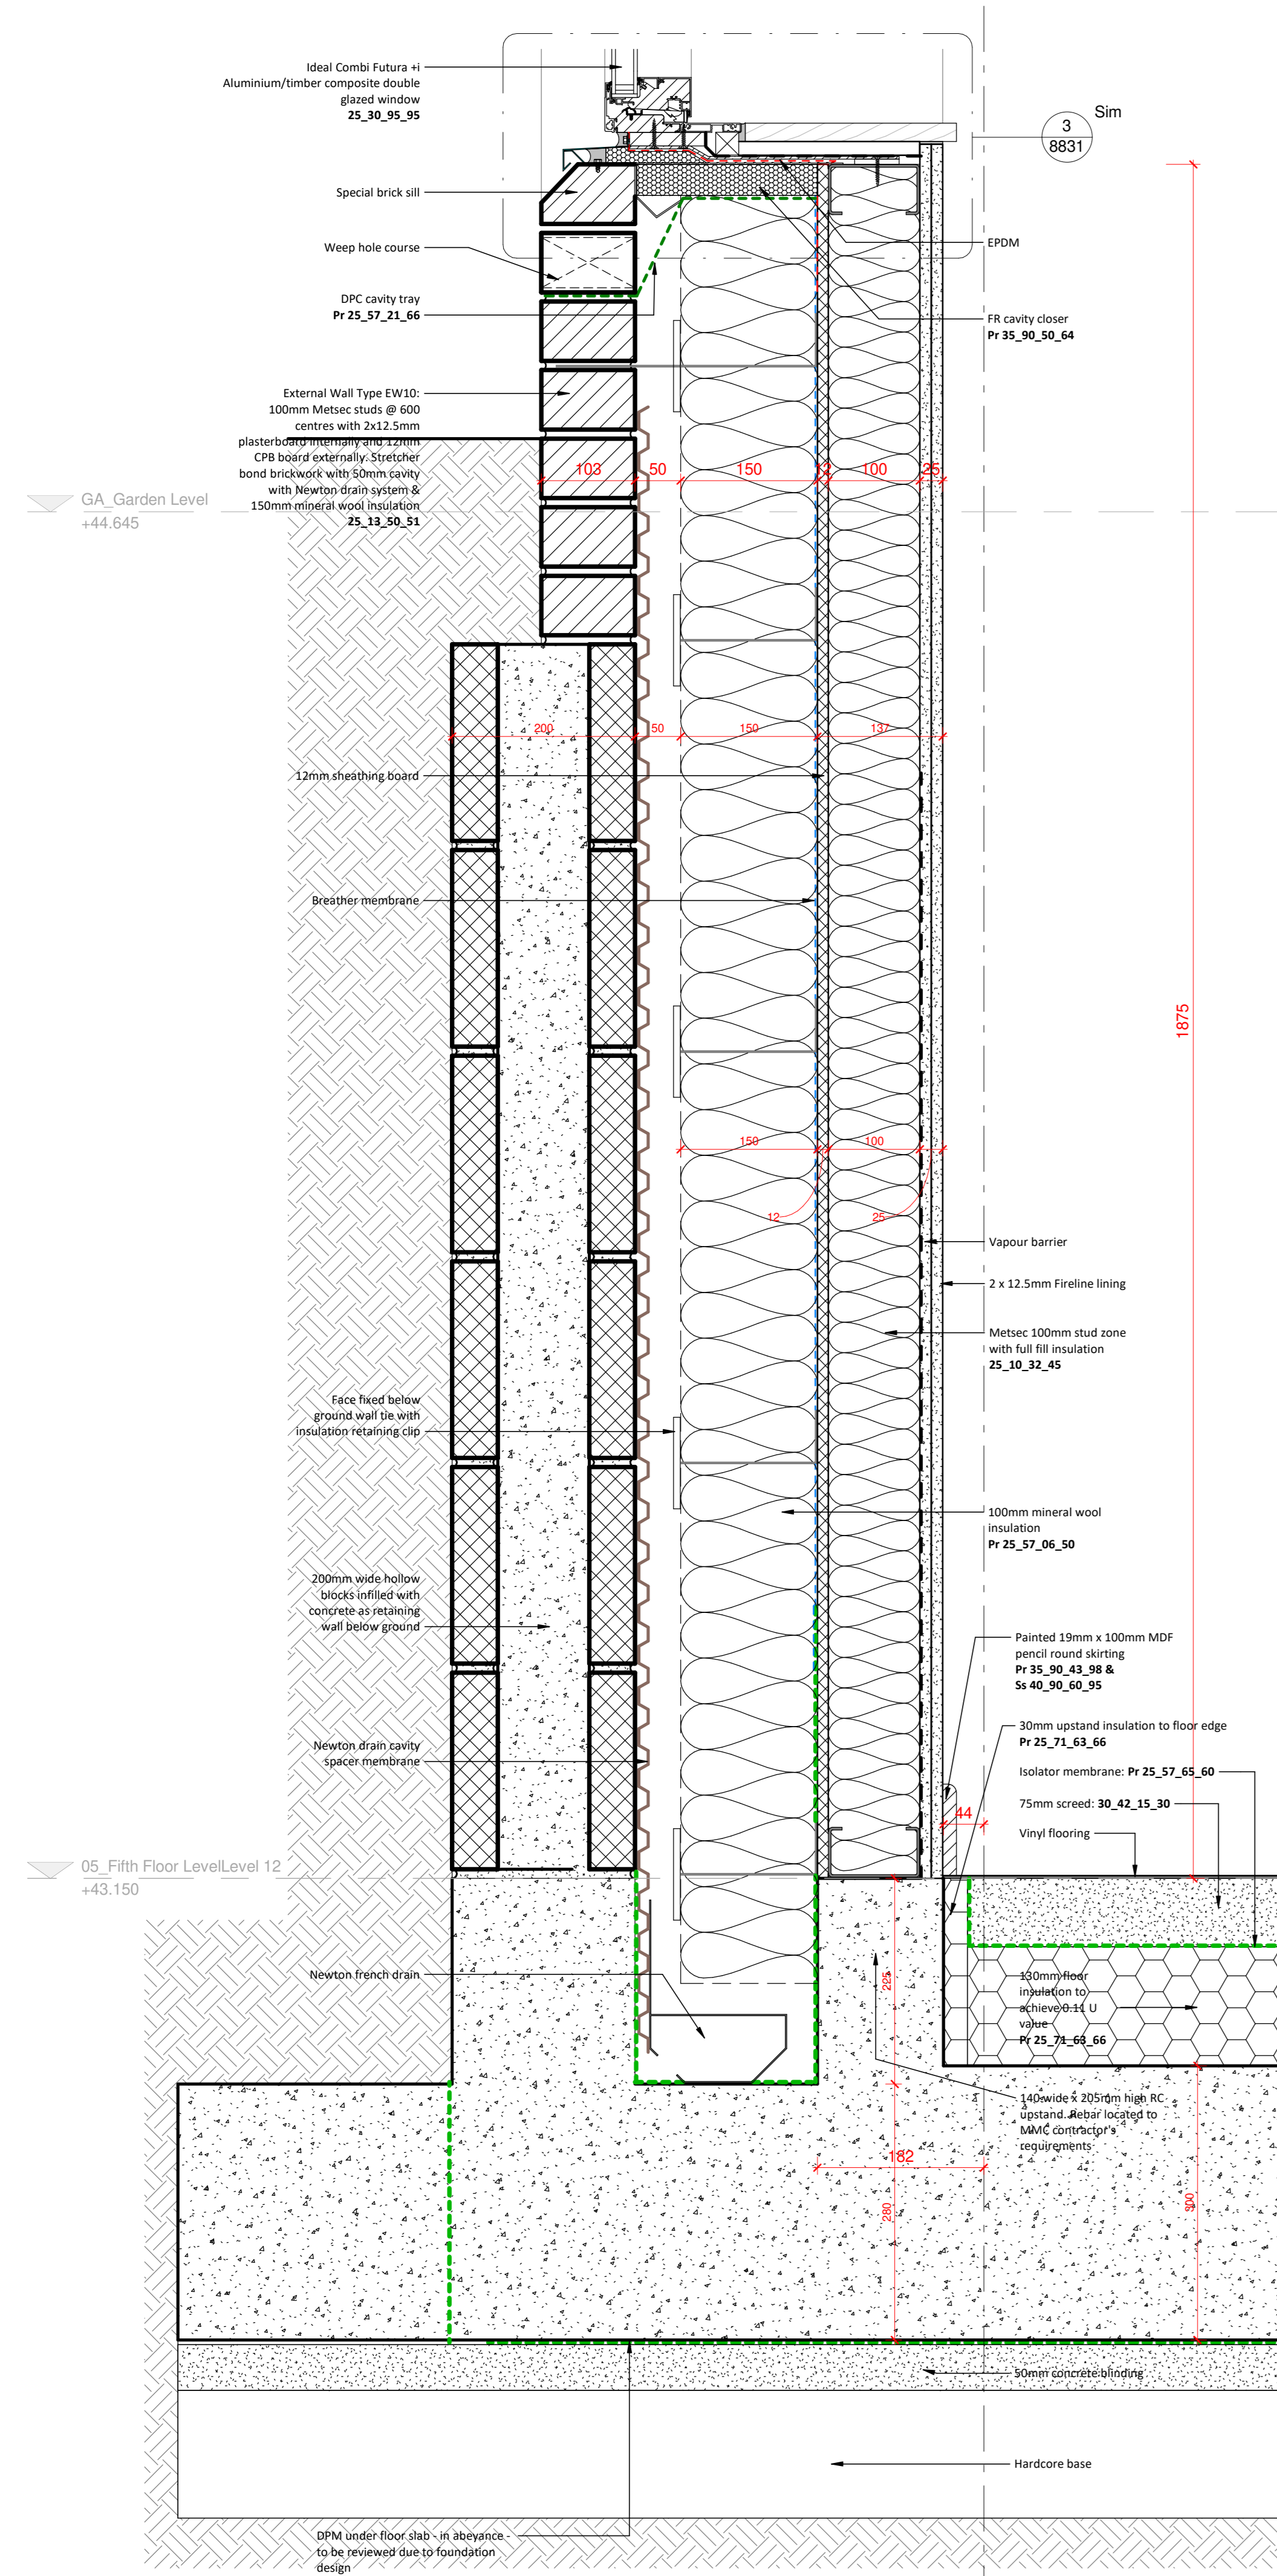 Ideal Combi Futura +i
Aluminium/timber composite double
glazed window
25_30_95_95
Sim
3
8831
Special brick sill
Weep hole course
EPDM
DPC cavity tray
Pr 25_57_21_66
FR cavity closer
Pr 35_90_50_64
External Wall Type EW10:
100mm Metsec studs @ 600
centres with 2x12.5mm
plasterboard internally and 12mm
CPB board externally. Stretcher
bond brickwork with 50mm cavity
with Newton drain system &
150mm mineral wool insulation
25_13_50_51
103
50
150
12
100
25
GA_Garden Level
+44.645
200
50
150
137
12mm sheathing board
Breather membrane
1875
150
100
12
25
Vapour barrier
2 x 12.5mm Fireline lining
Metsec 100mm stud zone
with full fill insulation
25_10_32_45
Face fixed below
ground wall tie with
insulation retaining clip
100mm mineral wool
insulation
Pr 25_57_06_50
200mm wide hollow
blocks infilled with
concrete as retaining
wall below ground
Painted 19mm x 100mm MDF
pencil round skirting
Pr 35_90_43_98 &
Ss 40_90_60_95
30mm upstand insulation to floor edge
Pr 25_71_63_66
Newton drain cavity
spacer membrane
Isolator membrane: Pr 25_57_65_60
75mm screed: 30_42_15_30
44
Vinyl flooring
05_Fifth Floor LevelLevel 12
+43.150
Newton french drain
225
130mm floor
insulation to
achieve 0.11 U
value
Pr 25_71_63_66
140 wide x 205mm high RC
upstand. Rebar located to
MMC contractor's
requirements
182
280
300
50mm concrete blinding
Hardcore base
DPM under floor slab - in abeyance -
to be reviewed due to foundation
design